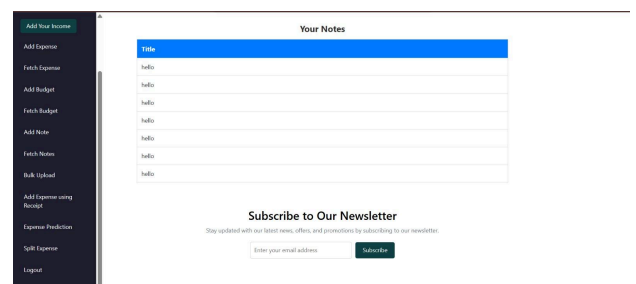 Add Your Income
Add Expense
Fetch Expense
Add Budget
Fetch Budget
Add Note
Fetch Notes
Bulk Upload
Add Expense using
Receipt
Expense Prediction
Split Expense
Logout
Your Notes
Title
hello
hello
hello
hello
hello
hello
hello
Subscribe to Our Newsletter
Stay updated with our latest news, offers, and promotions by subscribing to our newsletter.
Enter your email address
Subscribe